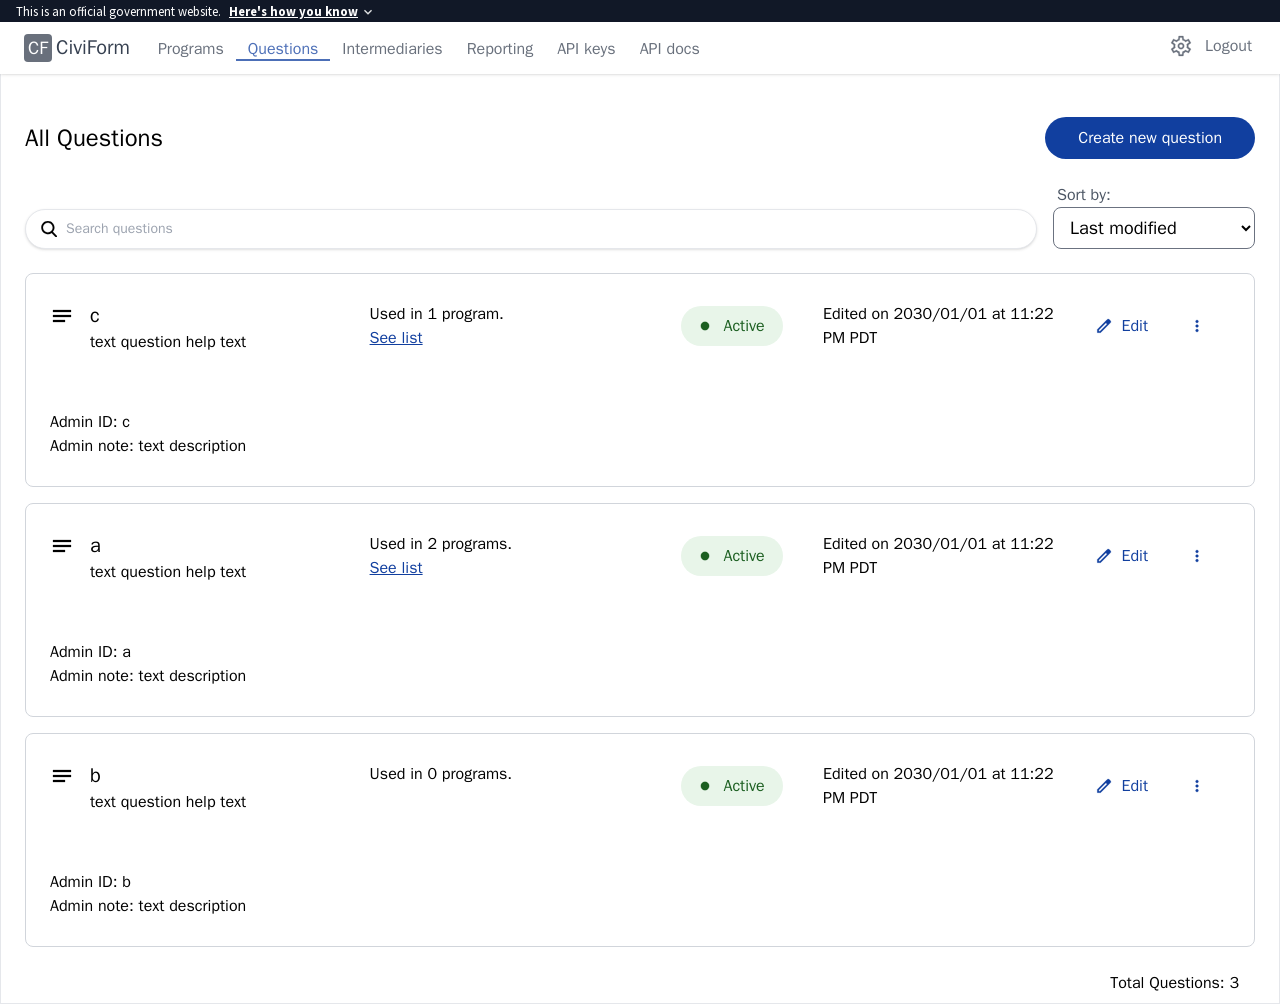 This is an official government website. Here's how you know
CF CiviForm Programs Questions Intermediaries Reporting API keys API docs Logout
All Questions
Create new question
Sort by:
Search questions
Last modified
c
text question help text
Used in 1 program.
See list
Active
Edited on 2030/01/01 at 11:22
PM PDT
Edit
Admin ID: c
Admin note: text description
a
text question help text
Used in 2 programs.
See list
Active
Edited on 2030/01/01 at 11:22
PM PDT
Edit
Admin ID: a
Admin note: text description
b
text question help text
Used in 0 programs.
Active
Edited on 2030/01/01 at 11:22
PM PDT
Edit
Admin ID: b
Admin note: text description
Total Questions: 3